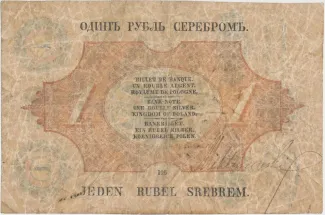 ОДИНЪ РУБЛЬ СЕРЕБРОМЪ.
BILLET DE BANQUE.
UN ROUBLE ARGENT.
ROYAUME DE POLOGNE.
BANK NOTE.
ONE ROUBLE SILVER.
KINGDOM OF POLAND.
BANKBILLET.
EIN RUBEL SILBER.
KOENIGREICH POLEN.
JEDEN RUBEL SREBREM.